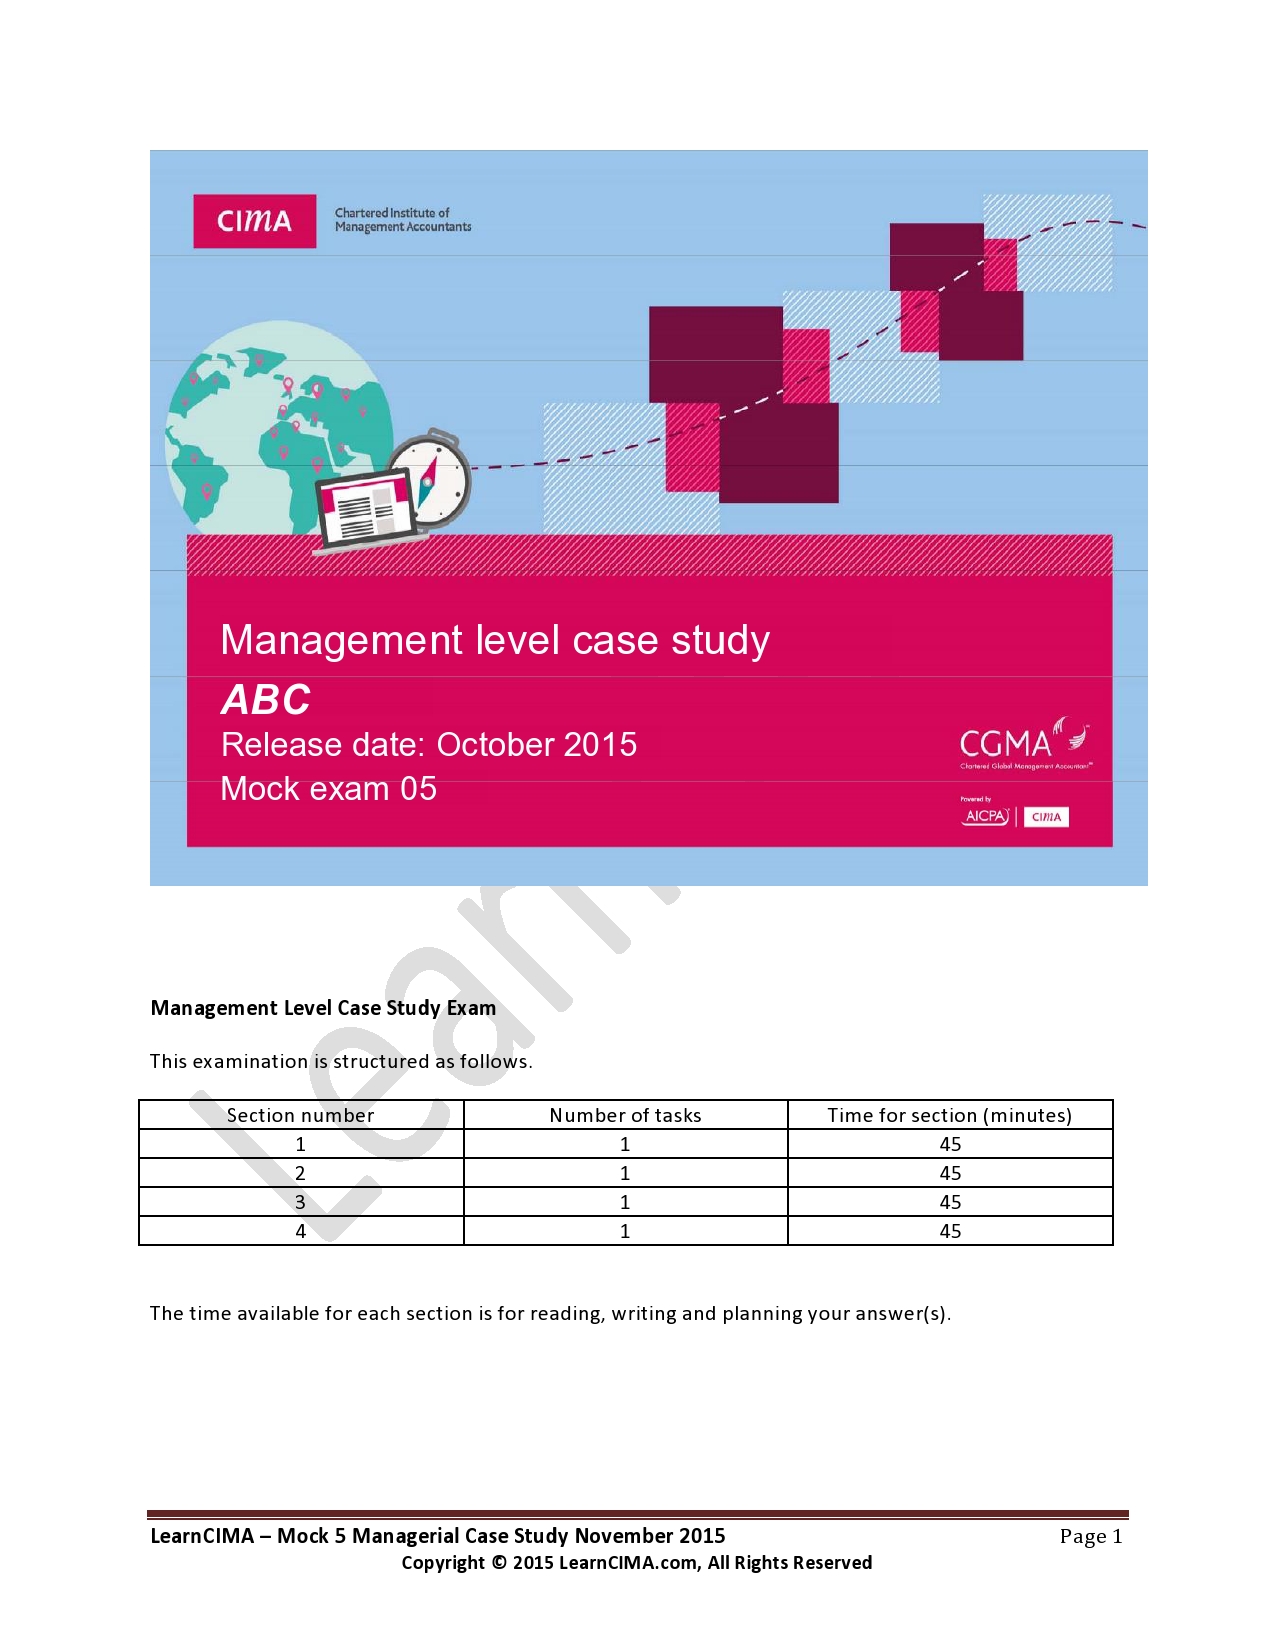 CIMA
Chartered Institute of
Management Accountants
Management level case study
ABC
Release date: October 2015
Mock exam 05
CGMA
Chartered Global Management Accountant
Powered by
AICPA | CIMA
Learn
Management Level Case Study Exam
This examination is structured as follows.
Section number Number of tasks Time for section (minutes)
1 1 45
2 1 45
3 1 45
4 1 45
The time available for each section is for reading, writing and planning your answer(s).
LearnCIMA – Mock 5 Managerial Case Study November 2015 Page 1
Copyright © 2015 LearnCIMA.com, All Rights Reserved